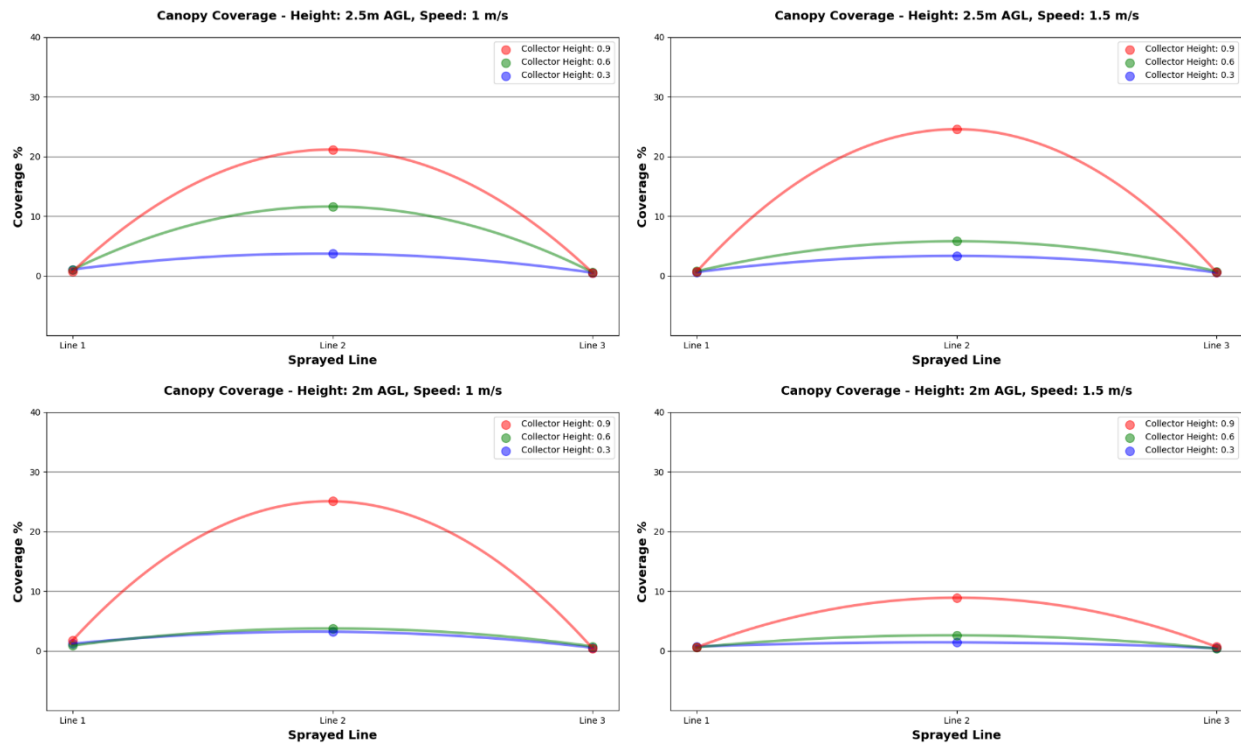 Canopy Coverage - Height: 2.5m AGL, Speed: 1 m/s
Collector Height: 0.9
Collector Height: 0.6
Collector Height: 0.3
40
30
20
10
0
Coverage %
Line 1
Line 2
Line 3
Sprayed Line
Canopy Coverage - Height: 2.5m AGL, Speed: 1.5 m/s
Collector Height: 0.9
Collector Height: 0.6
Collector Height: 0.3
40
30
20
10
0
Coverage %
Line 1
Line 2
Line 3
Sprayed Line
Canopy Coverage - Height: 2m AGL, Speed: 1 m/s
Collector Height: 0.9
Collector Height: 0.6
Collector Height: 0.3
40
30
20
10
0
Coverage %
Line 1
Line 2
Line 3
Sprayed Line
Canopy Coverage - Height: 2m AGL, Speed: 1.5 m/s
Collector Height: 0.9
Collector Height: 0.6
Collector Height: 0.3
40
30
20
10
0
Coverage %
Line 1
Line 2
Line 3
Sprayed Line